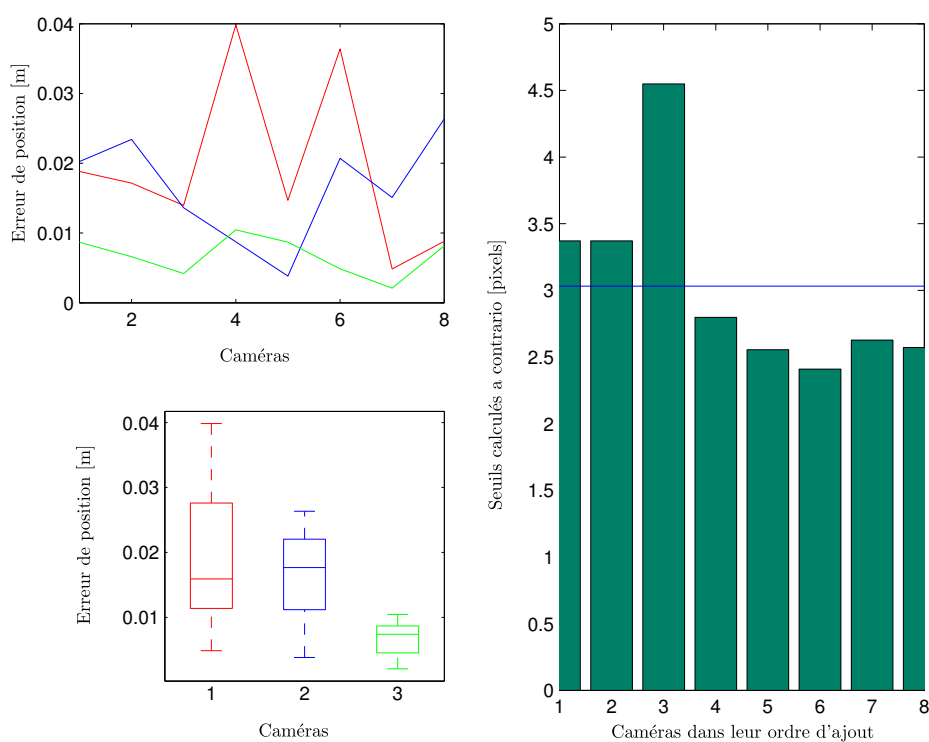 0.04
0.03
0.02
0.01
0
Erreur de position [m]
2 4 6 8
Caméras
0.04
0.03
0.02
0.01
Erreur de position [m]
1 2 3
Caméras
5
4.5
4
3.5
3
2.5
2
1.5
1
0.5
0
Seuils calculés a contrario [pixels]
1 2 3 4 5 6 7 8
Caméras dans leur ordre d'ajout